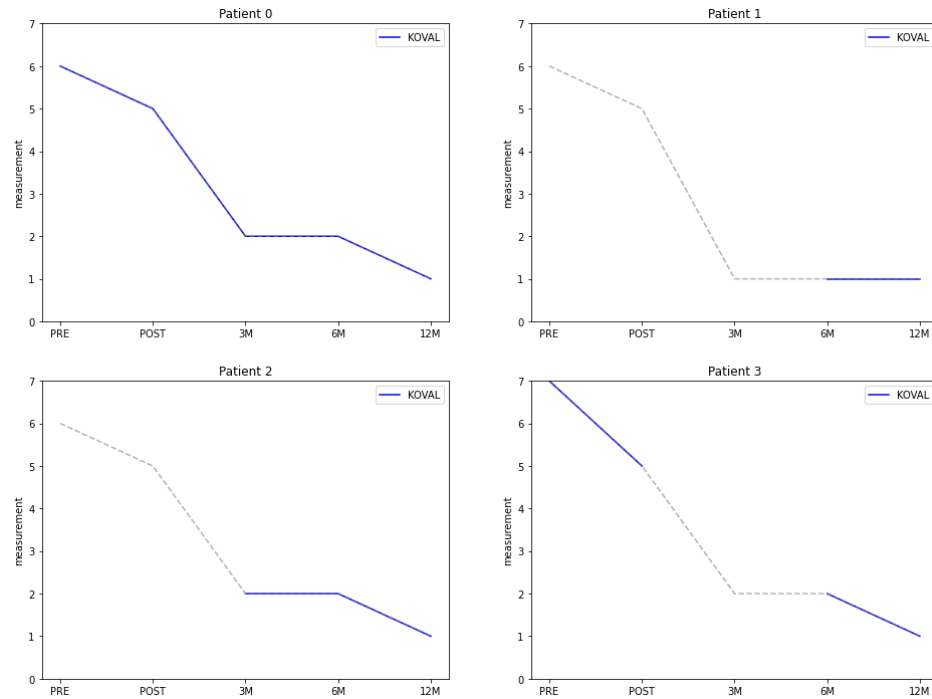 Patient 0
KOVAL
measurement
7
6
5
4
3
2
1
0
PRE POST 3M 6M 12M
Patient 1
KOVAL
measurement
7
6
5
4
3
2
1
0
PRE POST 3M 6M 12M
Patient 2
KOVAL
measurement
7
6
5
4
3
2
1
0
PRE POST 3M 6M 12M
Patient 3
KOVAL
measurement
7
6
5
4
3
2
1
0
PRE POST 3M 6M 12M